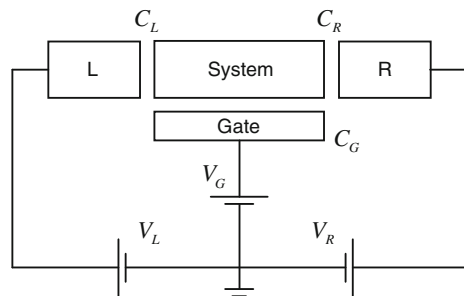 C_L
C_R
L
System
R
Gate
C_G
V_G
V_L
V_R